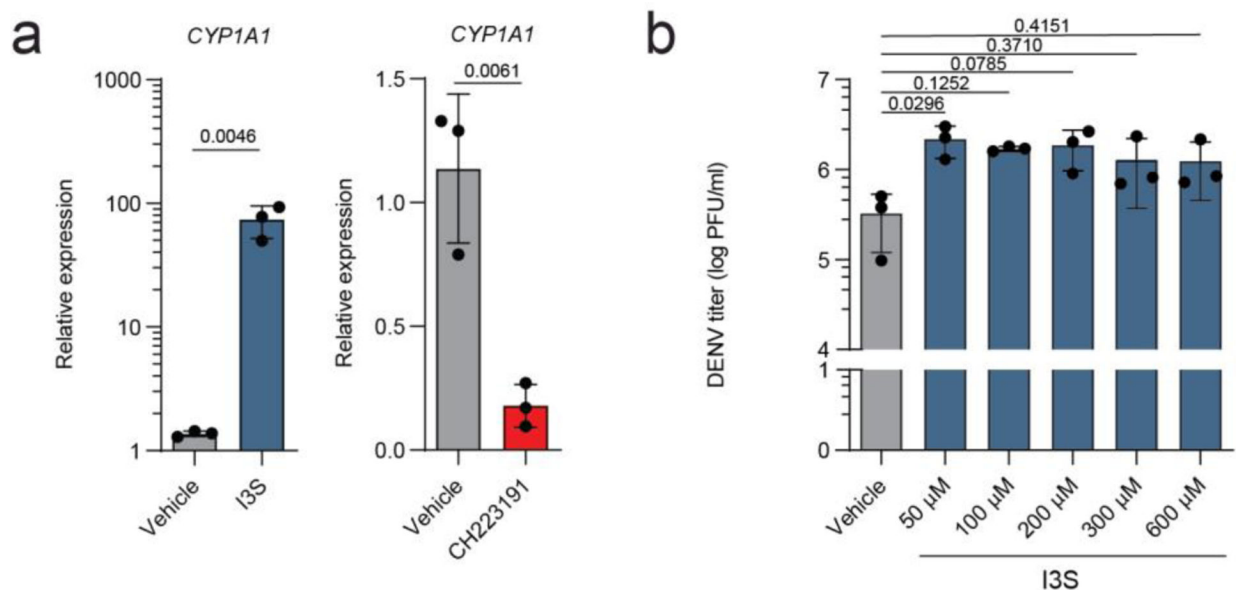 a
CYP1A1
Relative expression
1000
100
10
1
0.0046
Vehicle
I3S
CYP1A1
Relative expression
1.5
1.0
0.5
0.0
0.0061
Vehicle
CH223191
b
DENV titer (log PFU/ml)
7
6
5
4
1
0
0.4151
0.3710
0.0785
0.1252
0.0296
Vehicle
50 µM
100 µM
200 µM
300 µM
600 µM
I3S